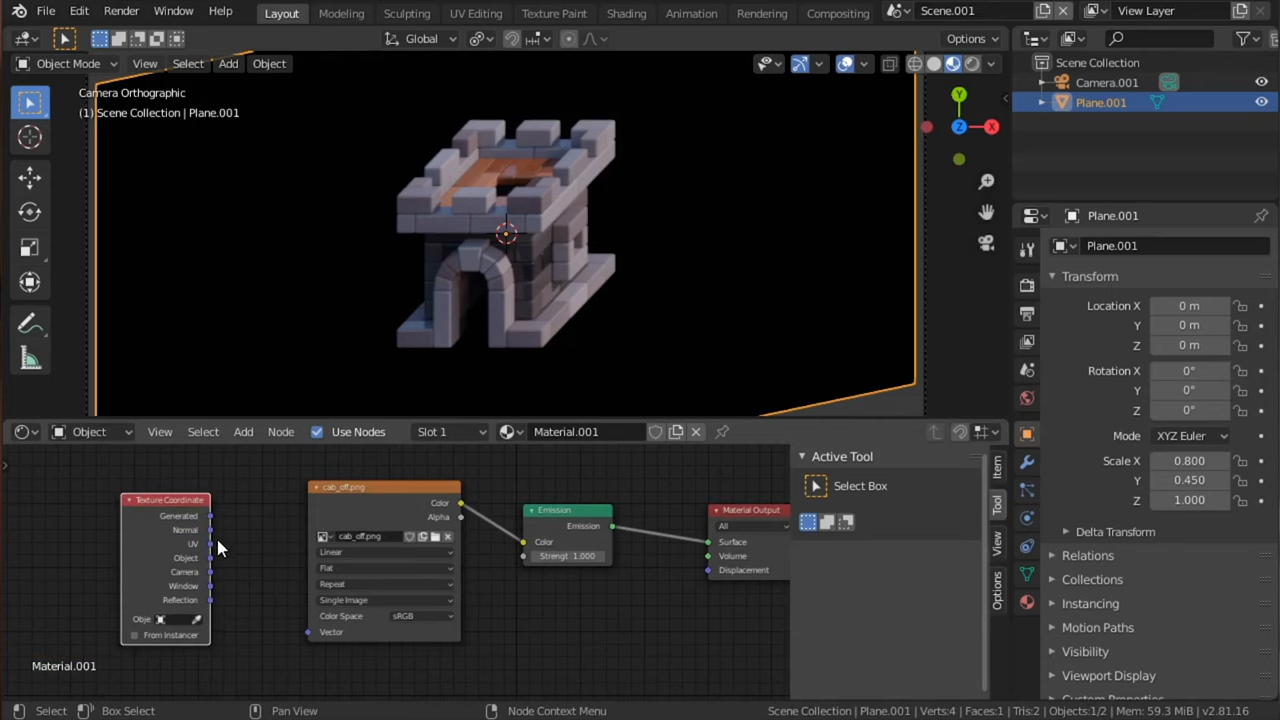 File Edit Render Window Help Layout Modeling Sculpting UV Editing Texture Paint Shading Animation Rendering Compositing Scene.001 View Layer
Global Options
Object Mode View Select Add Object
Camera Orthographic
(1) Scene Collection | Plane.001
Y
Z
X
Scene Collection
Camera.001
Plane.001
Plane.001
Plane.001
Transform
Location X 0 m
Y 0 m
Z 0 m
Rotation X 0°
Y 0°
Z 0°
Mode XYZ Euler
Scale X 0.800
Y 0.450
Z 1.000
Delta Transform
Relations
Collections
Instancing
Motion Paths
Visibility
Viewport Display
Custom Properties
Object View Select Add Node Use Nodes Slot 1 Material.001
Texture Coordinate
Generated
Normal
UV
Object
Camera
Window
Reflection
Obje
From Instancer
cab_off.png
Color
Alpha
cab_off.png
Linear
Flat
Repeat
Single Image
Color Space sRGB
Vector
Emission
Emission
Color
Strengt 1.000
Material Output
All
Surface
Volume
Displacement
Active Tool
Select Box
Item
Tool
View
Options
Material.001
Select Box Select Pan View Node Context Menu Scene Collection | Plane.001 | Verts:4 | Faces:1 | Tris:2 | Objects:1/2 | Mem: 59.3 MiB | v2.81.16